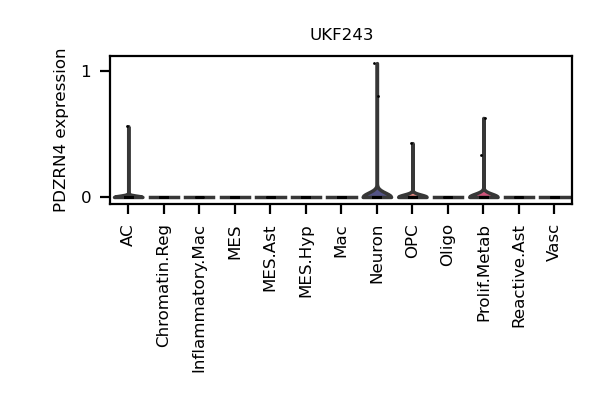 UKF243
PDZRN4 expression
1
0
AC
Chromatin.Reg
Inflammatory.Mac
MES
MES.Ast
MES.Hyp
Mac
Neuron
OPC
Oligo
Prolif.Metab
Reactive.Ast
Vasc